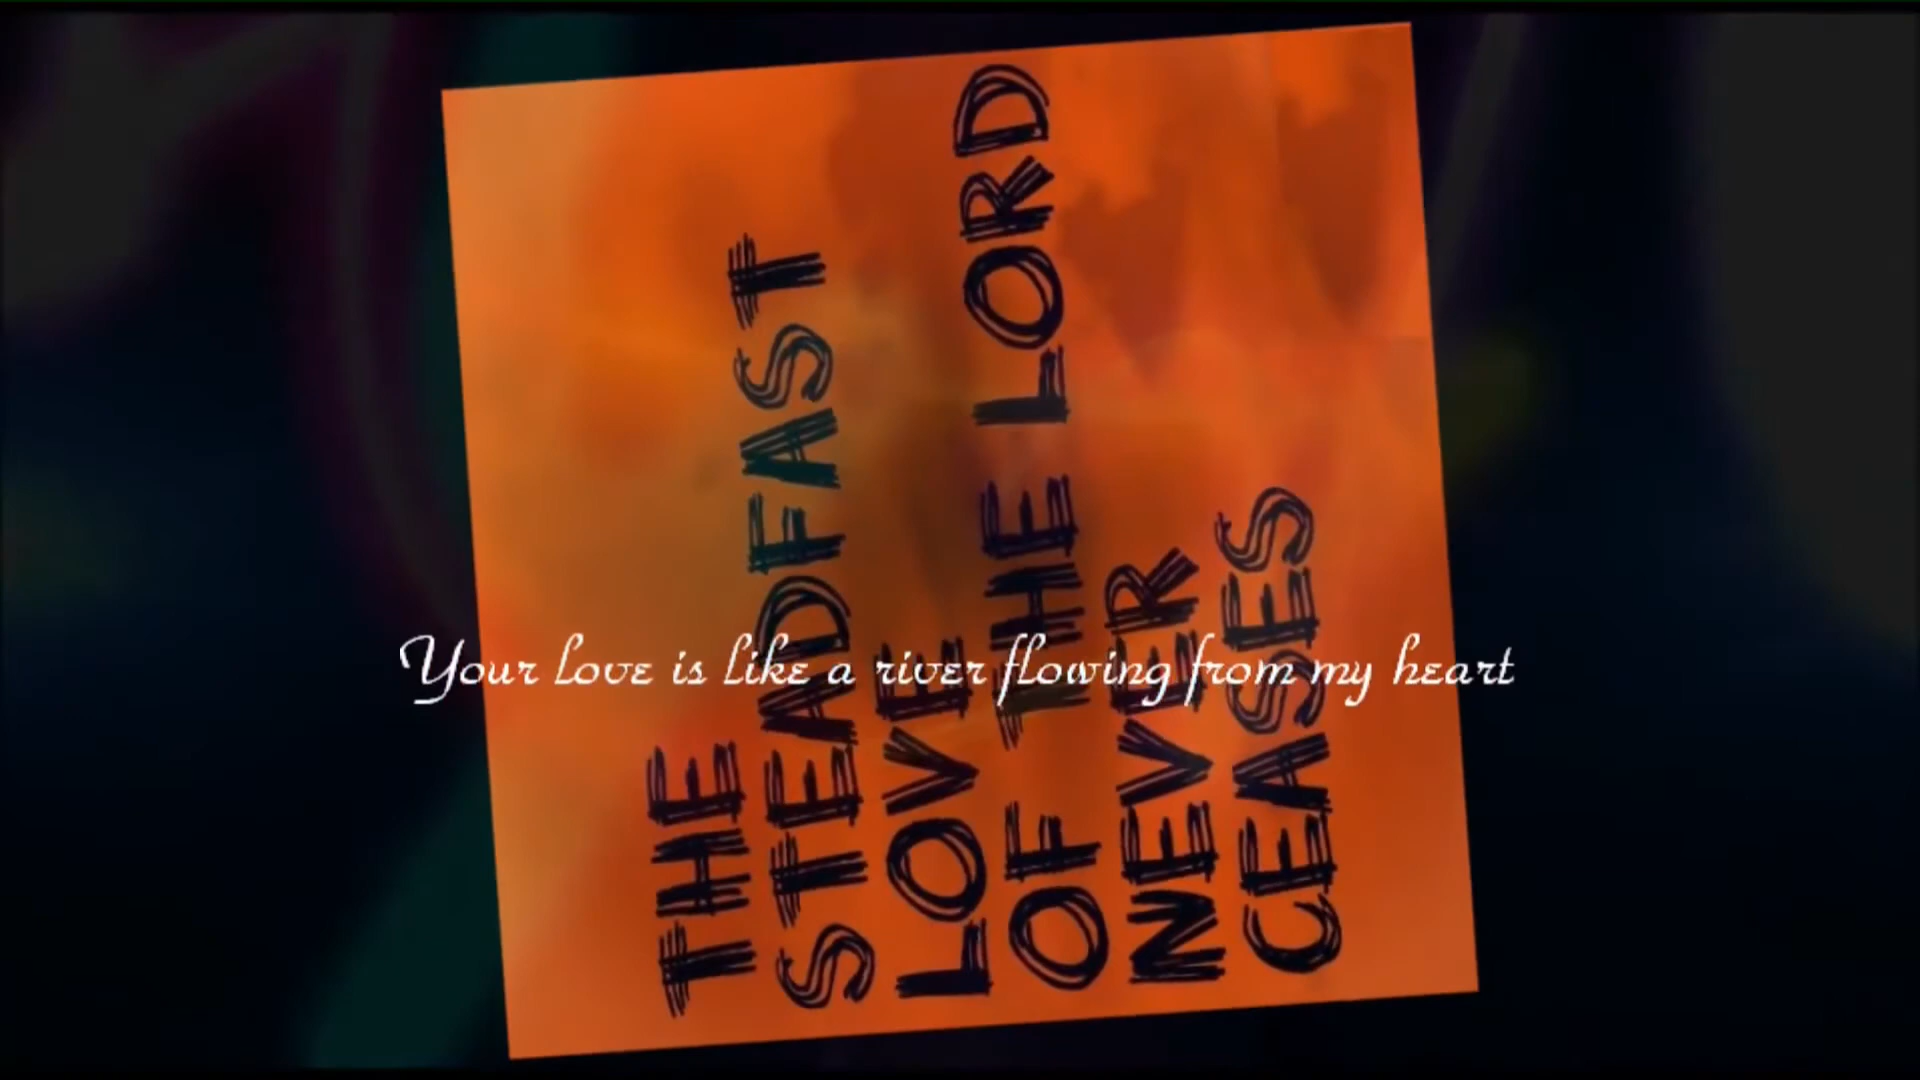 THE
STEADFAST
LOVE
OF THE LORD
NEVER
CEASES
Your love is like a river flowing from my heart